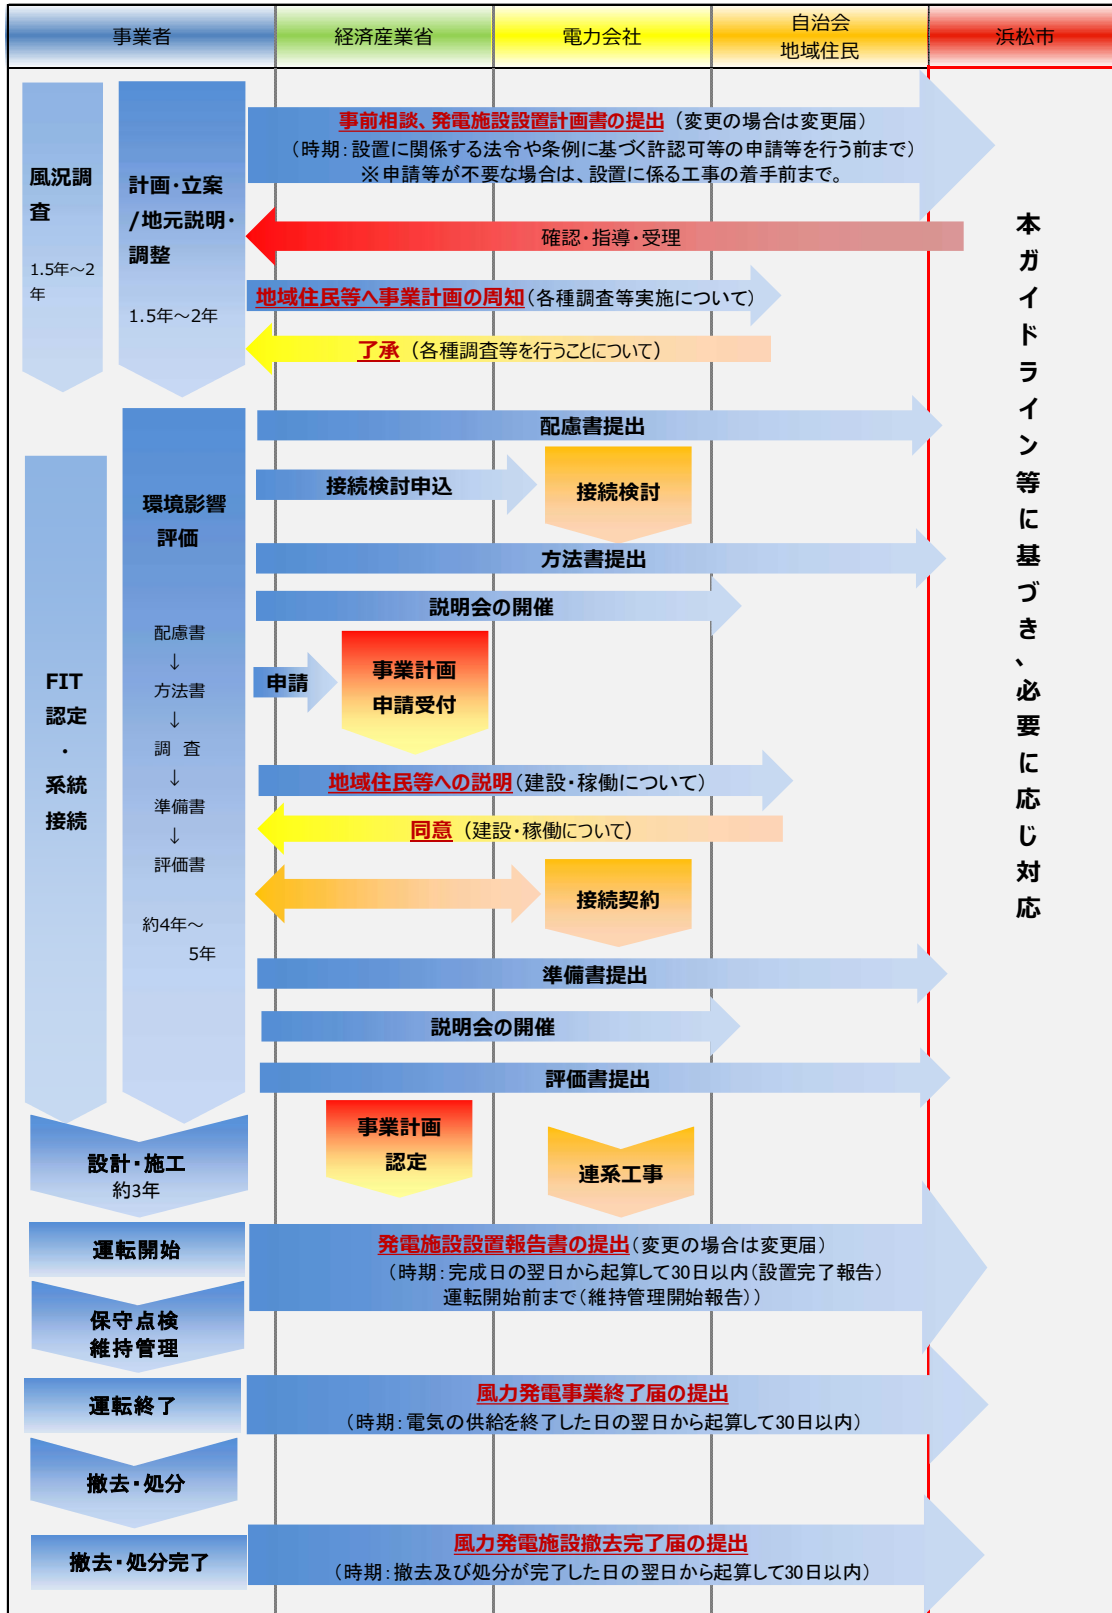 事業者
経済産業省
電力会社
自治会
地域住民
浜松市
風況調
査
1.5年～2
年
計画・立案
/地元説明・
調整
1.5年～2年
事前相談、発電施設設置計画書の提出（変更の場合は変更届）
（時期：設置に関係する法令や条例に基づく許認可等の申請等を行う前まで）
※申請等が不要な場合は、設置に係る工事の着手前まで。
確認・指導・受理
地域住民等へ事業計画の周知（各種調査等実施について）
了承（各種調査等を行うことについて）
本ガイドライン等に基づき、必要に応じ対応
FIT
認定
・
系統
接続
環境影響
評価
配慮書
↓
方法書
↓
調 査
↓
準備書
↓
評価書
約4年～
5年
配慮書提出
接続検討申込
接続検討
方法書提出
説明会の開催
申請
事業計画
申請受付
地域住民等への説明（建設・稼働について）
同意（建設・稼働について）
接続契約
準備書提出
説明会の開催
評価書提出
設計・施工
約3年
事業計画
認定
連系工事
運転開始
発電施設設置報告書の提出（変更の場合は変更届）
（時期：完成日の翌日から起算して30日以内（設置完了報告）
運転開始前まで（維持管理開始報告））
保守点検
維持管理
運転終了
風力発電事業終了届の提出
（時期：電気の供給を終了した日の翌日から起算して30日以内）
撤去・処分
撤去・処分完了
風力発電施設撤去完了届の提出
（時期：撤去及び処分が完了した日の翌日から起算して30日以内）